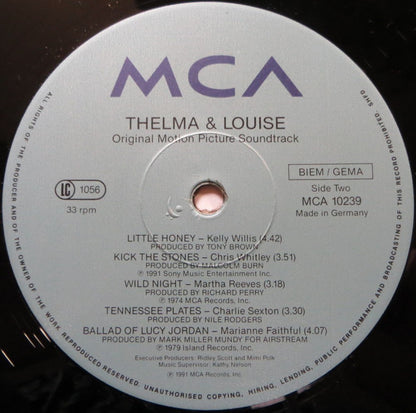 MCA
THELMA & LOUISE
Original Motion Picture Soundtrack
LC 1056
33 rpm
BIEM / GEMA
Side Two
MCA 10239
Made in Germany
LITTLE HONEY – Kelly Willis (4.42)
PRODUCED BY TONY BROWN
KICK THE STONES – Chris Whitley (3.51)
PRODUCED BY MALCOLM BURN
℗ 1991 Sony Music Entertainment Inc.
WILD NIGHT – Martha Reeves (3.18)
PRODUCED BY RICHARD PERRY
℗ 1974 MCA Records, Inc.
TENNESSEE PLATES – Charlie Sexton (3.30)
PRODUCED BY NILE RODGERS
BALLAD OF LUCY JORDAN – Marianne Faithful (4.07)
PRODUCED BY MARK MILLER MUNDY FOR AIRSTREAM
℗ 1979 Island Records, Inc.
Executive Producers: Ridley Scott and Mimi Polk
Music Supervisor: Kathy Nelson
℗ 1991 MCA Records, Inc.
ALL RIGHTS OF THE PRODUCER AND OF THE OWNER OF THE WORK REPRODUCED RESERVED. UNAUTHORISED COPYING, HIRING, LENDING, PUBLIC PERFORMANCE AND BROADCASTING OF THIS RECORD PROHIBITED.